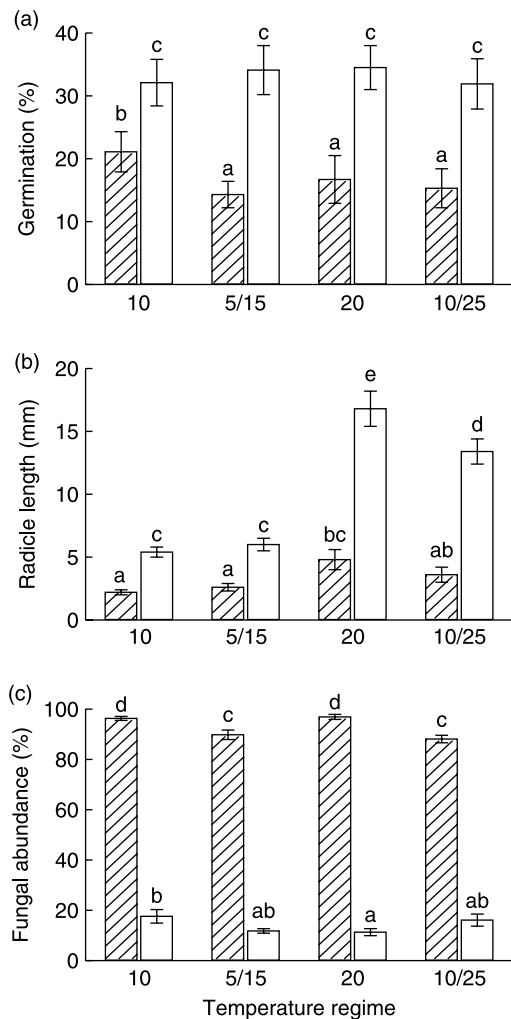 (a)
Germination (%)
40
30
20
10
0
b c a c a c a c
10 5/15 20 10/25
(b)
Radicle length (mm)
20
15
10
5
0
a c a c bc e ab d
10 5/15 20 10/25
(c)
Fungal abundance (%)
100
80
60
40
20
0
d b c ab d a c ab
10 5/15 20 10/25
Temperature regime